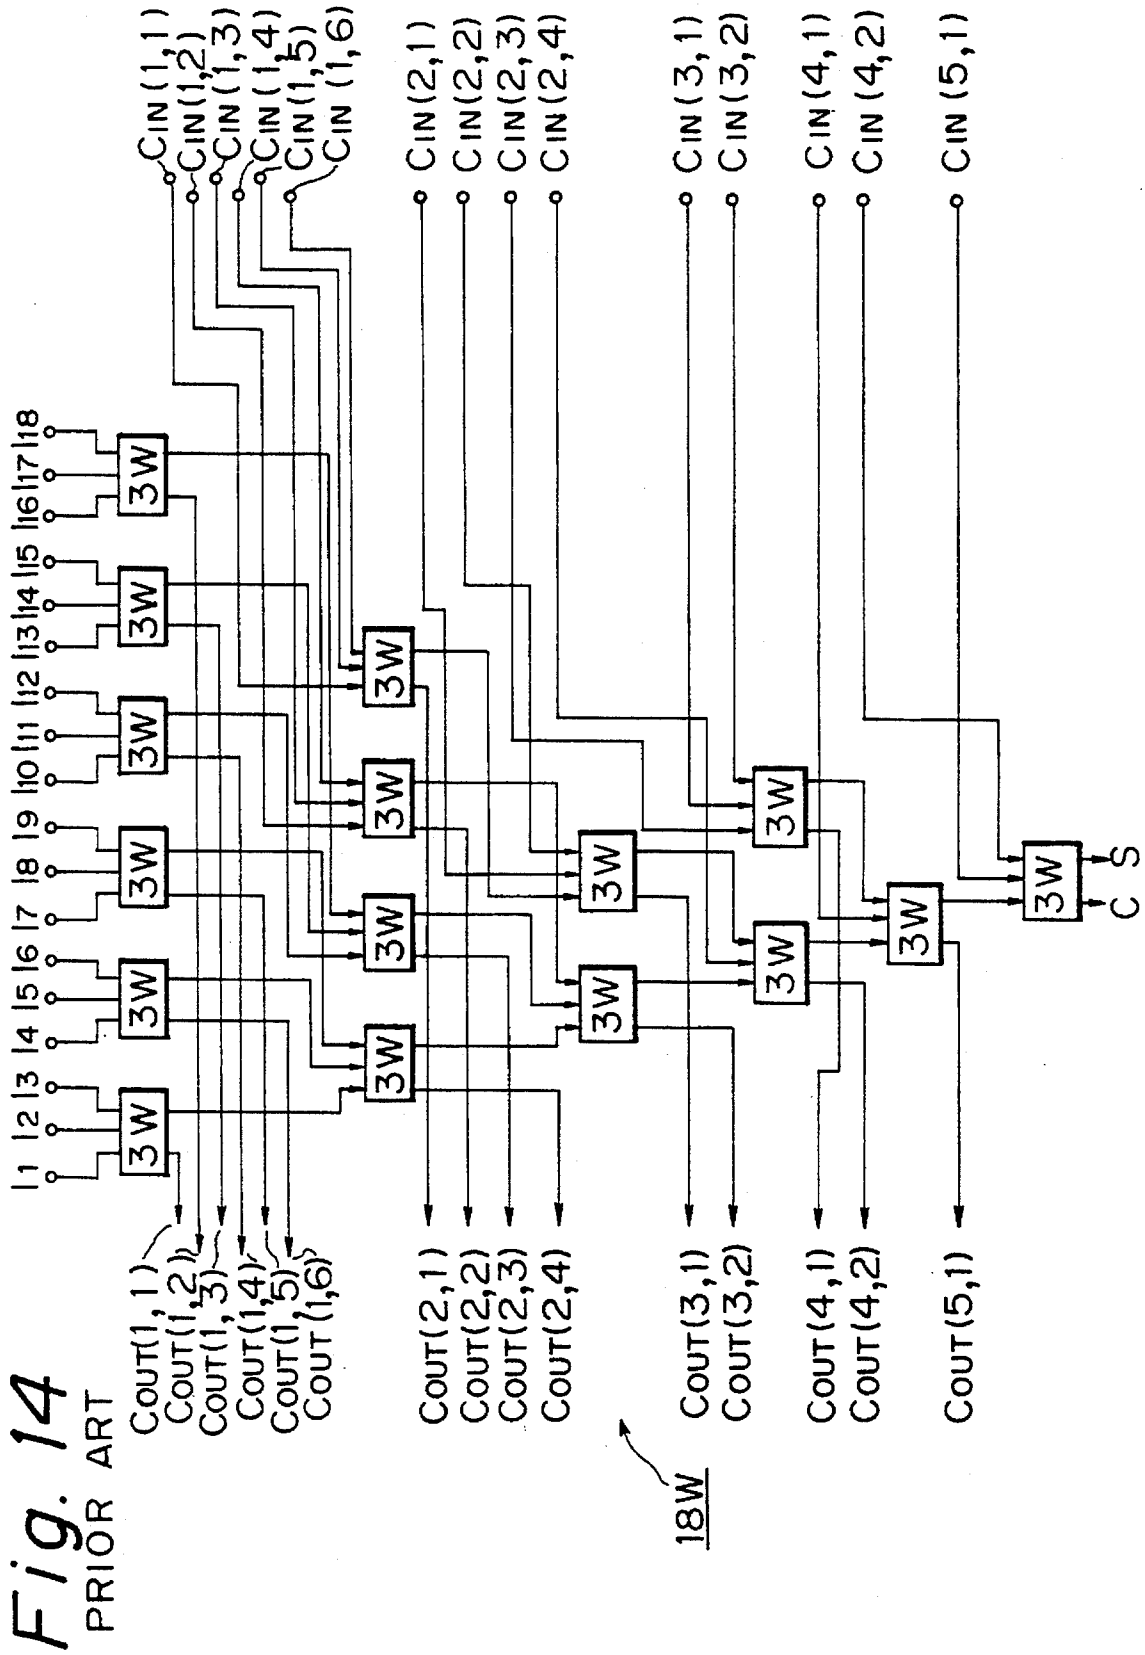 Fig. 14
PRIOR ART
I1 I2 I3 I4 I5 I6 I7 I8 I9 I10 I11 I12 I13 I14 I15 I16 I17 I18
3W 3W 3W 3W 3W 3W
COUT(1,1)
COUT(1,2)
COUT(1,3)
COUT(1,4)
COUT(1,5)
COUT(1,6)
CIN(1,1)
CIN(1,2)
CIN(1,3)
CIN(1,4)
CIN(1,5)
CIN(1,6)
3W 3W 3W 3W
COUT(2,1)
COUT(2,2)
COUT(2,3)
COUT(2,4)
CIN(2,1)
CIN(2,2)
CIN(2,3)
CIN(2,4)
3W 3W
COUT(3,1)
COUT(3,2)
CIN(3,1)
CIN(3,2)
3W 3W
COUT(4,1)
COUT(4,2)
CIN(4,1)
CIN(4,2)
3W
COUT(5,1)
CIN(5,1)
3W
C S
18W